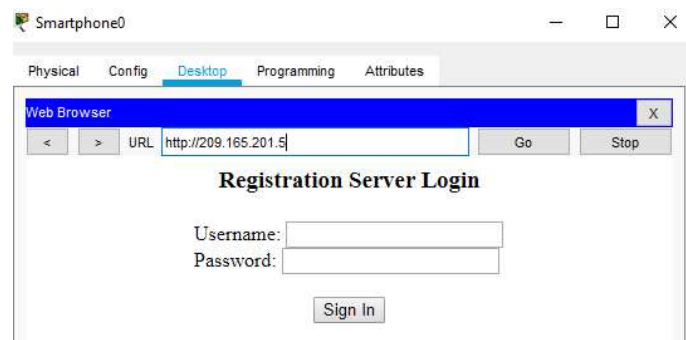 Smartphone0
Physical Config Desktop Programming Attributes
Web Browser X
< > URL http://209.165.201.5 Go Stop
Registration Server Login
Username:
Password:
Sign In